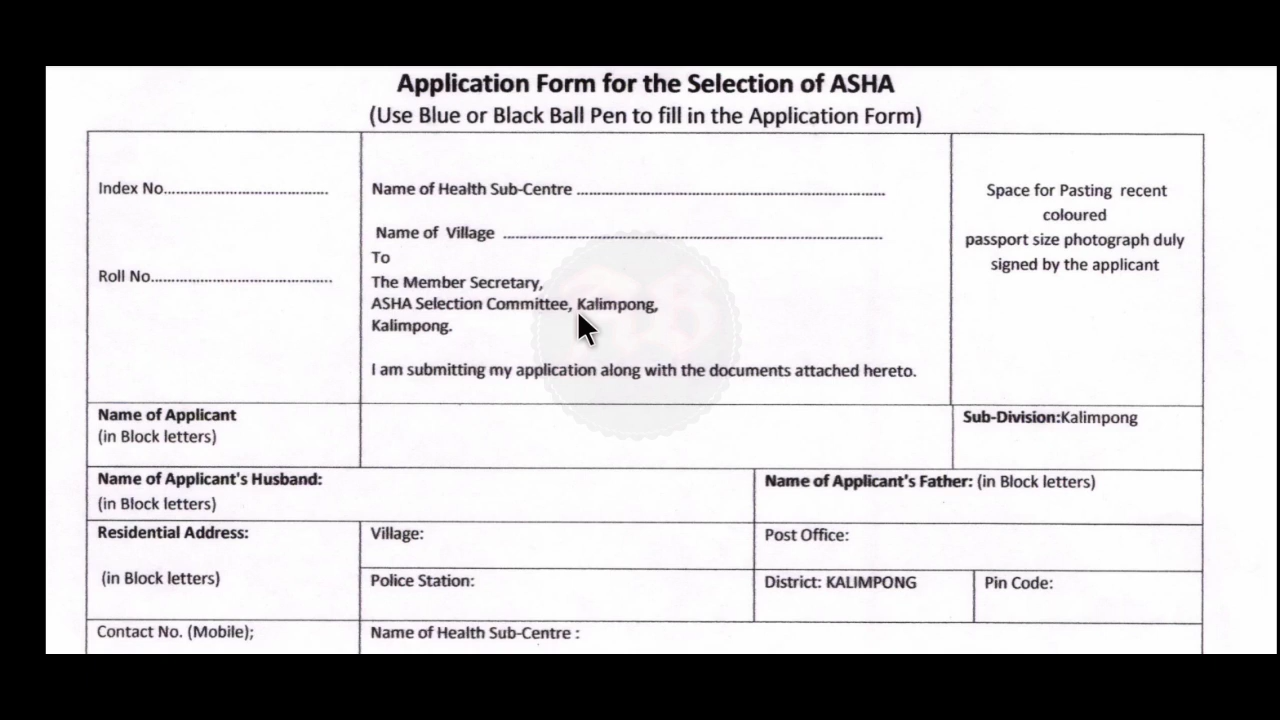 Application Form for the Selection of ASHA
(Use Blue or Black Ball Pen to fill in the Application Form)
Index No............................................
Name of Health Sub-Centre ............................................
Space for Pasting recent
coloured
passport size photograph duly
signed by the applicant
Name of Village ............................................
To
Roll No............................................
The Member Secretary,
ASHA Selection Committee, Kalimpong,
Kalimpong.
I am submitting my application along with the documents attached hereto.
Name of Applicant
(in Block letters)
Sub-Division:Kalimpong
Name of Applicant's Husband:
(in Block letters)
Name of Applicant's Father: (in Block letters)
Residential Address:
(in Block letters)
Village:
Post Office:
Police Station:
District: KALIMPONG
Pin Code:
Contact No. (Mobile);
Name of Health Sub-Centre :